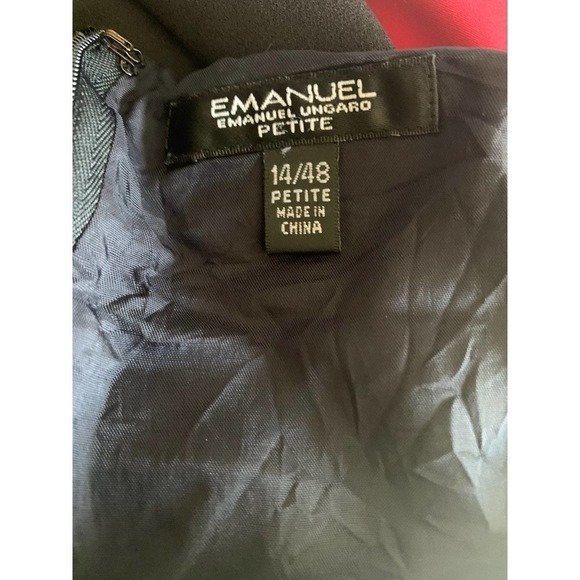 EMANUEL
EMANUEL UNGARO
PETITE
14/48
PETITE
MADE IN
CHINA